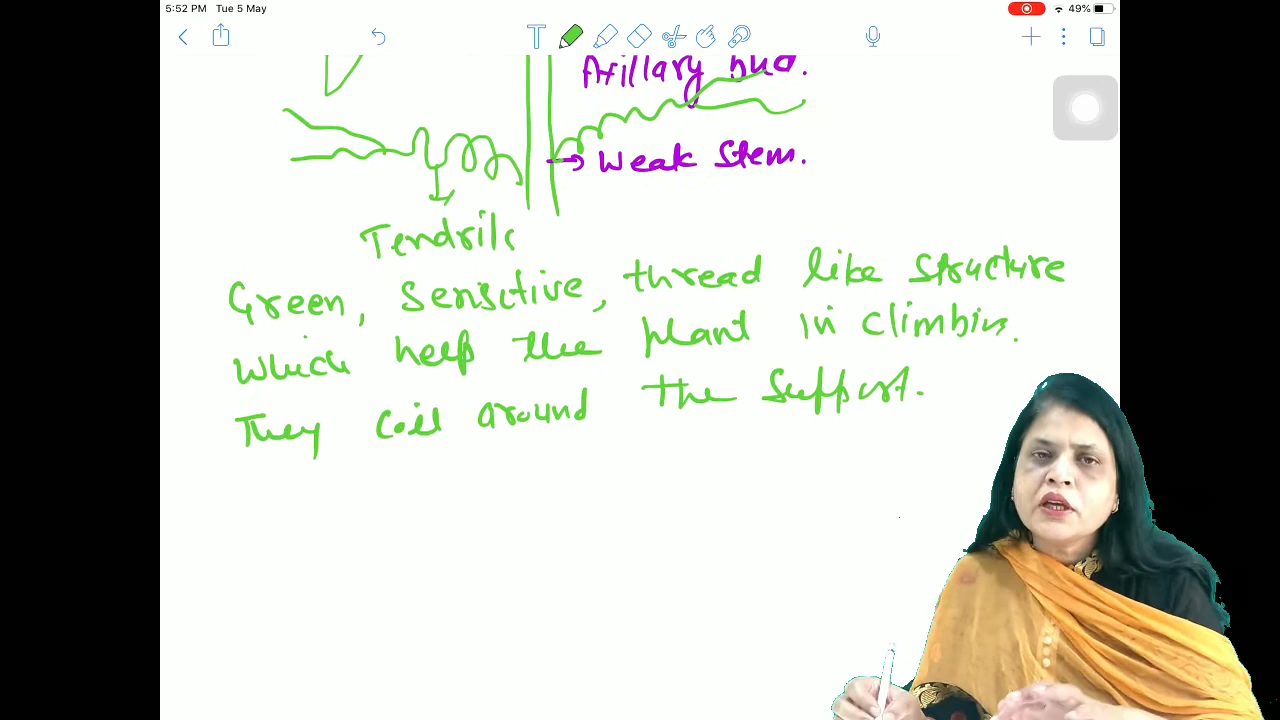 5:52 PM Tue 5 May
49%
T
Axillary bud.
Weak Stem.
Tendrils
Green, Sensitive, thread like structure
which help the plant in climbing.
They coil around the support.